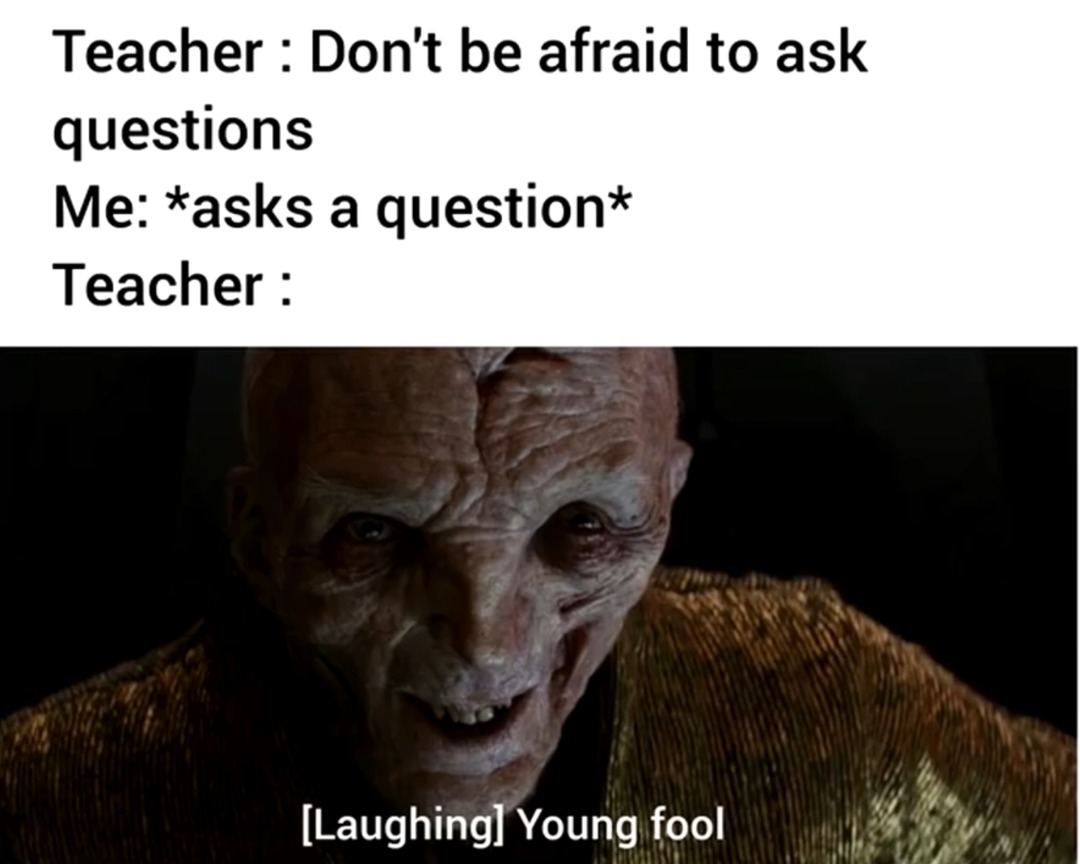 Teacher : Don't be afraid to ask
questions
Me: *asks a question*
Teacher :
[Laughing] Young fool